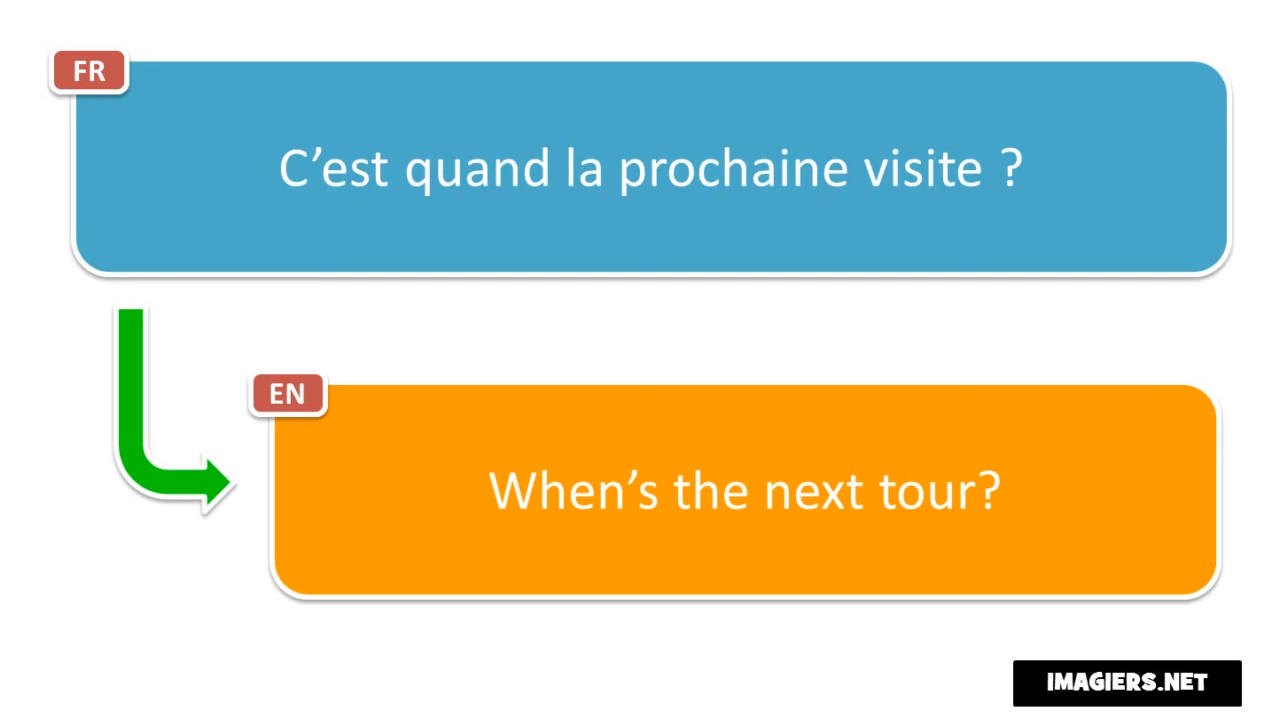 FR
C’est quand la prochaine visite ?
EN
When’s the next tour?
IMAGIERS.NET